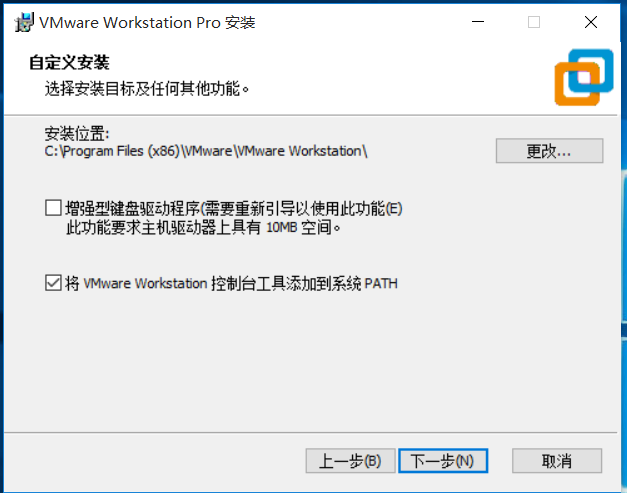 VMware Workstation Pro 安装
自定义安装
选择安装目标及任何其他功能。
安装位置:
C:\Program Files (x86)\VMware\VMware Workstation\
更改...
增强型键盘驱动程序(需要重新引导以使用此功能(E)
此功能要求主机驱动器上具有 10MB 空间。
将 VMware Workstation 控制台工具添加到系统 PATH
上一步(B) 下一步(N) 取消